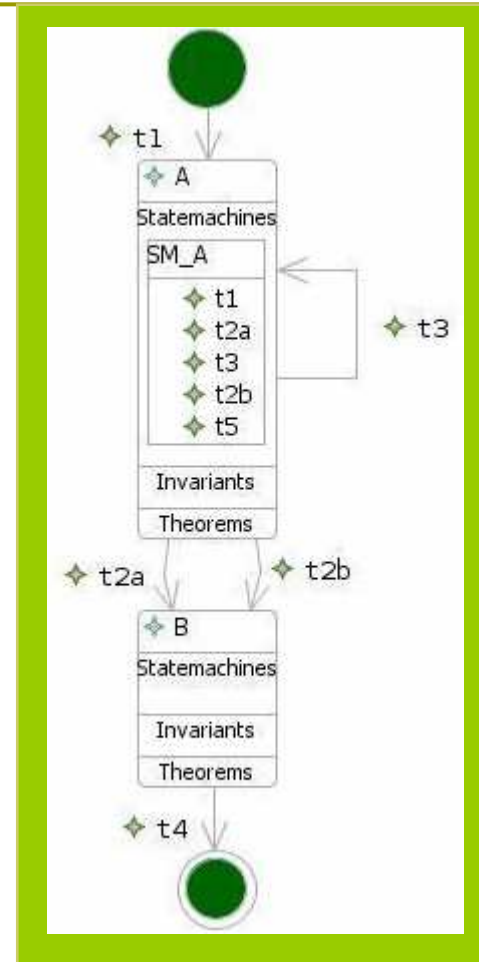 t1
A
Statemachines
SM_A
t1
t2a
t3
t2b
t5
t3
Invariants
Theorems
t2a
t2b
B
Statemachines
Invariants
Theorems
t4